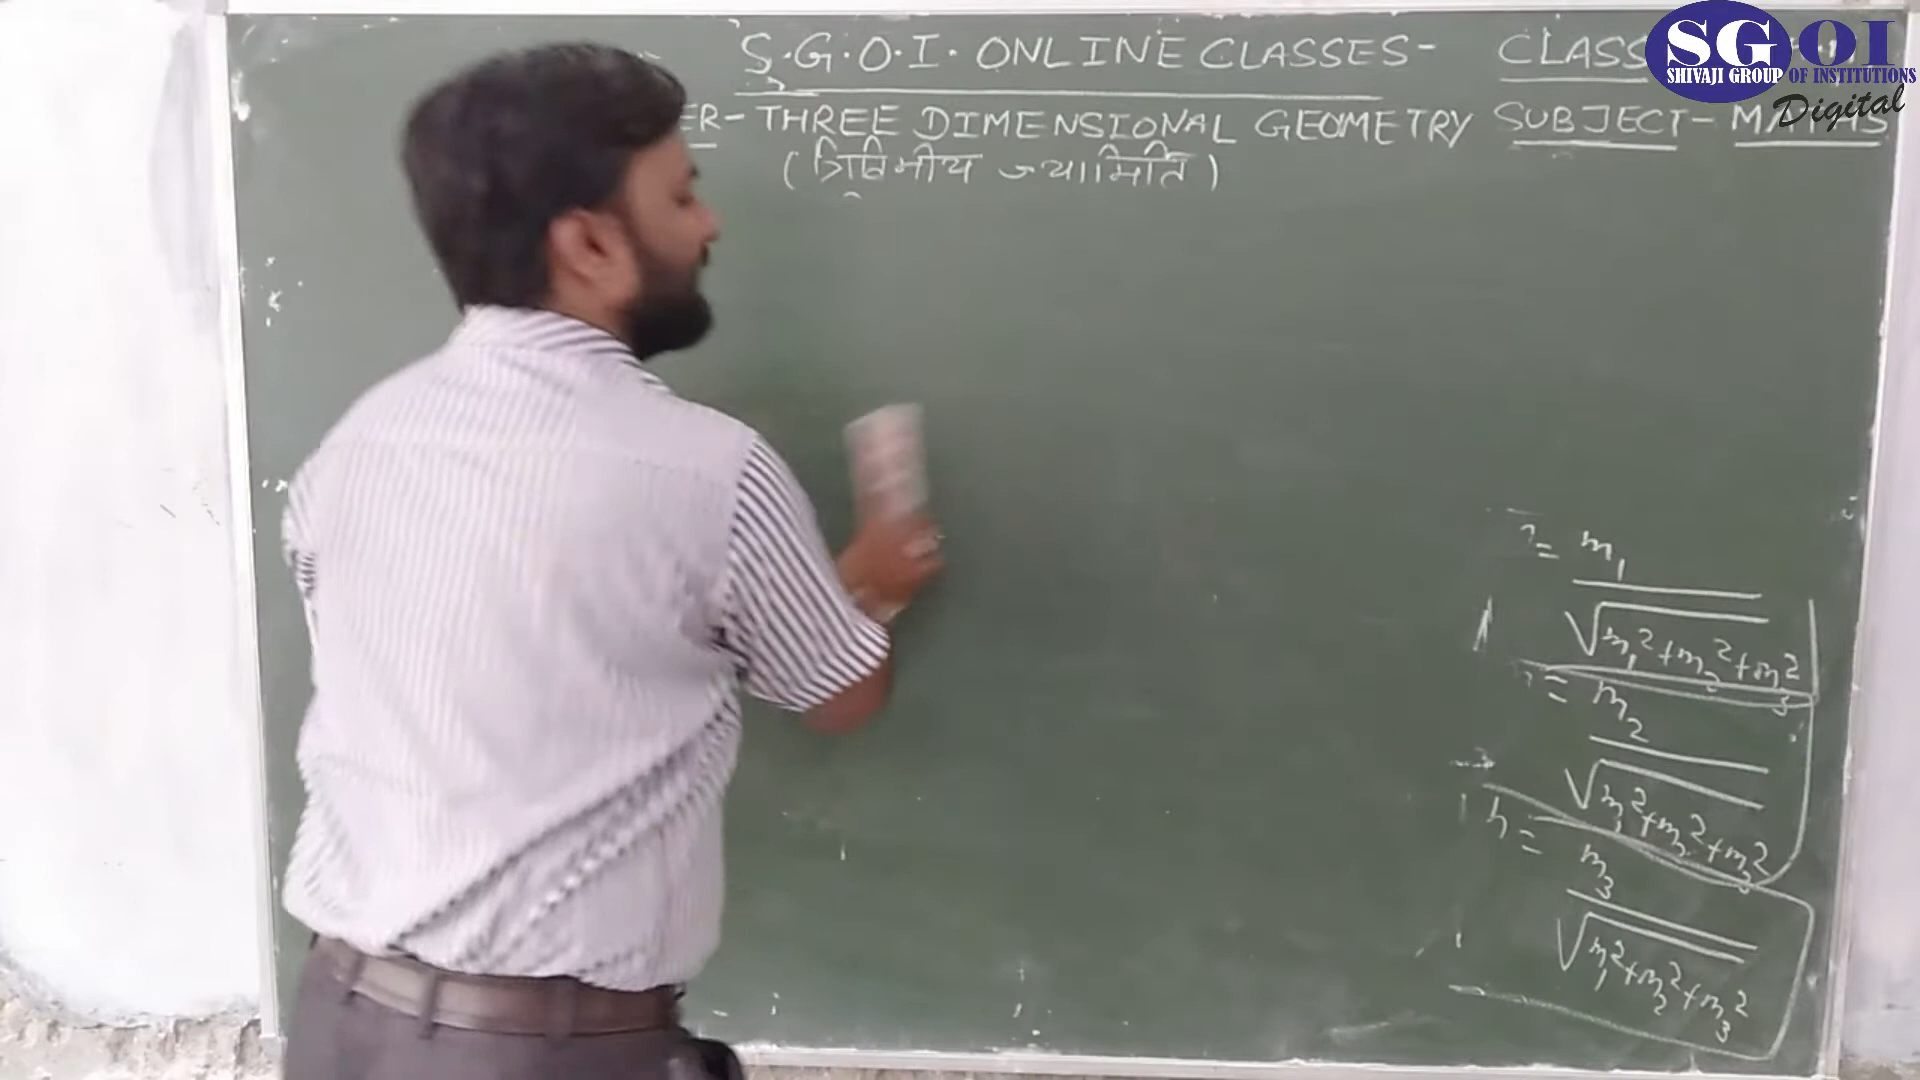 S.G.O.I. ONLINE CLASSES- CLASS
SGOI
SHIVAJI GROUP OF INSTITUTIONS
Digital
ER- THREE DIMENSIONAL GEOMETRY SUBJECT- MATHS
(त्रिविमीय ज्यामिति)
= m₁
√m₁²+m₂²+m₃²
= m₂
√m₁²+m₂²+m₃²
n = m₃
√m₁²+m₂²+m₃²